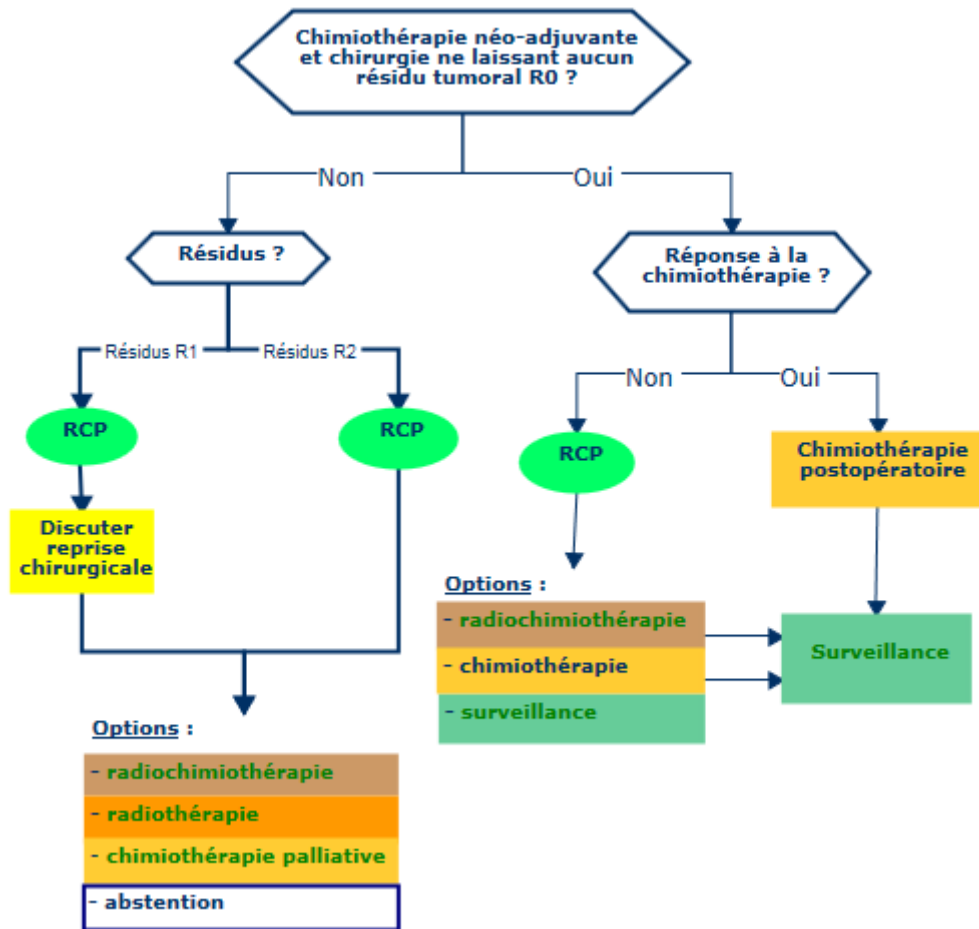 Chimiothérapie néo-adjuvante
et chirurgie ne laissant aucun
résidu tumoral R0 ?
Non
Oui
Résidus ?
Réponse à la
chimiothérapie ?
Résidus R1
Résidus R2
Non
Oui
RCP
RCP
RCP
Chimiothérapie
postopératoire
Discuter
reprise
chirurgicale
Options :
- radiochimiothérapie
- chimiothérapie
- surveillance
Surveillance
Options :
- radiochimiothérapie
- radiothérapie
- chimiothérapie palliative
- abstention